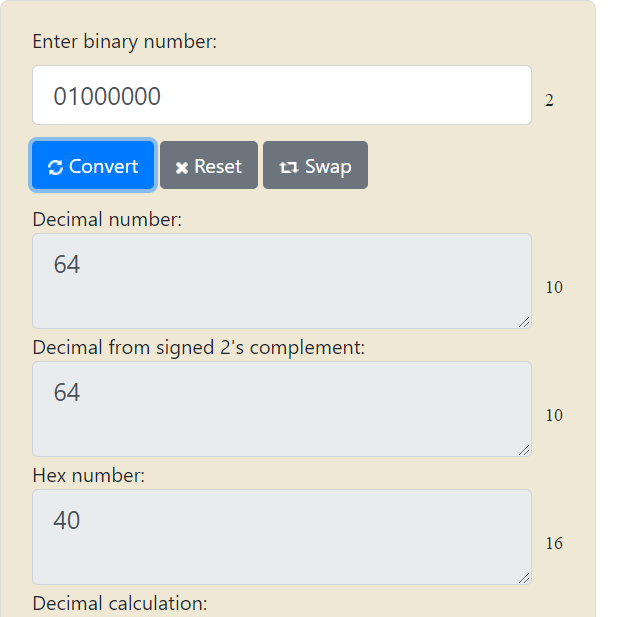 Enter binary number:
01000000
2
Convert
Reset
Swap
Decimal number:
64
10
Decimal from signed 2's complement:
64
10
Hex number:
40
16
Decimal calculation: